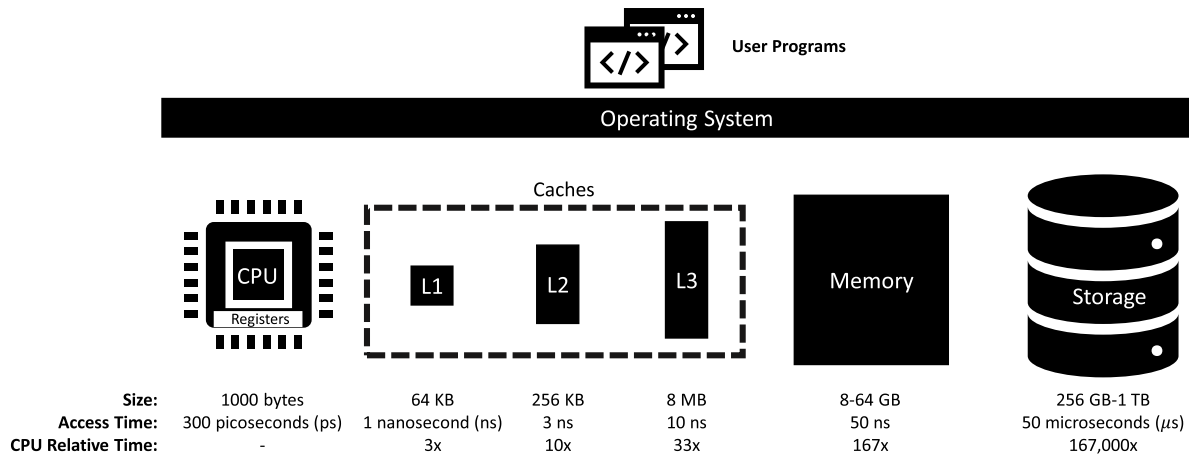 </>
</>
User Programs
Operating System
Caches
CPU
Registers
L1
L2
L3
Memory
Storage
Size: 1000 bytes 64 KB 256 KB 8 MB 8-64 GB 256 GB-1 TB
Access Time: 300 picoseconds (ps) 1 nanosecond (ns) 3 ns 10 ns 50 ns 50 microseconds (μs)
CPU Relative Time: - 3x 10x 33x 167x 167,000x